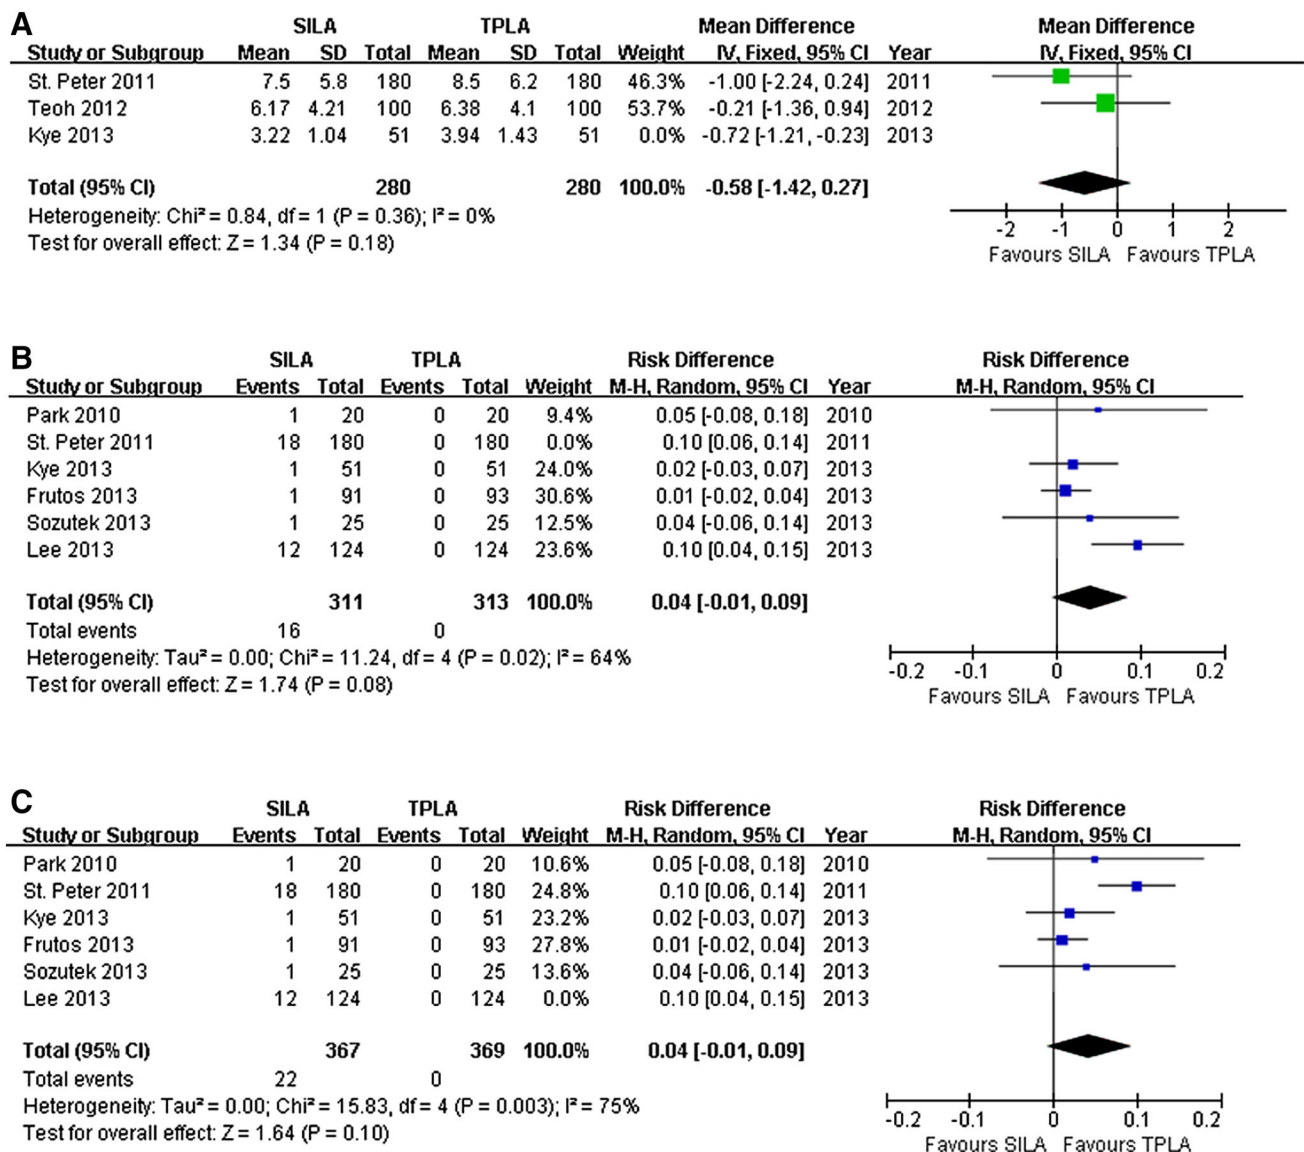 A
SILA TPLA Mean Difference Mean Difference
Study or Subgroup Mean SD Total Mean SD Total Weight IV, Fixed, 95% CI Year IV, Fixed, 95% CI
St. Peter 2011 7.5 5.8 180 8.5 6.2 180 46.3% -1.00 [-2.24, 0.24] 2011
Teoh 2012 6.17 4.21 100 6.38 4.1 100 53.7% -0.21 [-1.36, 0.94] 2012
Kye 2013 3.22 1.04 51 3.94 1.43 51 0.0% -0.72 [-1.21, -0.23] 2013
Total (95% CI) 280 280 100.0% -0.58 [-1.42, 0.27]
Heterogeneity: Chi² = 0.84, df = 1 (P = 0.36); I² = 0%
Test for overall effect: Z = 1.34 (P = 0.18)
-2 -1 0 1 2
Favours SILA Favours TPLA
B
SILA TPLA Risk Difference Risk Difference
Study or Subgroup Events Total Events Total Weight M-H, Random, 95% CI Year M-H, Random, 95% CI
Park 2010 1 20 0 20 9.4% 0.05 [-0.08, 0.18] 2010
St. Peter 2011 18 180 0 180 0.0% 0.10 [0.06, 0.14] 2011
Kye 2013 1 51 0 51 24.0% 0.02 [-0.03, 0.07] 2013
Frutos 2013 1 91 0 93 30.6% 0.01 [-0.02, 0.04] 2013
Sozutek 2013 1 25 0 25 12.5% 0.04 [-0.06, 0.14] 2013
Lee 2013 12 124 0 124 23.6% 0.10 [0.04, 0.15] 2013
Total (95% CI) 311 313 100.0% 0.04 [-0.01, 0.09]
Total events 16 0
Heterogeneity: Tau² = 0.00; Chi² = 11.24, df = 4 (P = 0.02); I² = 64%
Test for overall effect: Z = 1.74 (P = 0.08)
-0.2 -0.1 0 0.1 0.2
Favours SILA Favours TPLA
C
SILA TPLA Risk Difference Risk Difference
Study or Subgroup Events Total Events Total Weight M-H, Random, 95% CI Year M-H, Random, 95% CI
Park 2010 1 20 0 20 10.6% 0.05 [-0.08, 0.18] 2010
St. Peter 2011 18 180 0 180 24.8% 0.10 [0.06, 0.14] 2011
Kye 2013 1 51 0 51 23.2% 0.02 [-0.03, 0.07] 2013
Frutos 2013 1 91 0 93 27.8% 0.01 [-0.02, 0.04] 2013
Sozutek 2013 1 25 0 25 13.6% 0.04 [-0.06, 0.14] 2013
Lee 2013 12 124 0 124 0.0% 0.10 [0.04, 0.15] 2013
Total (95% CI) 367 369 100.0% 0.04 [-0.01, 0.09]
Total events 22 0
Heterogeneity: Tau² = 0.00; Chi² = 15.83, df = 4 (P = 0.003); I² = 75%
Test for overall effect: Z = 1.64 (P = 0.10)
-0.2 -0.1 0 0.1 0.2
Favours SILA Favours TPLA